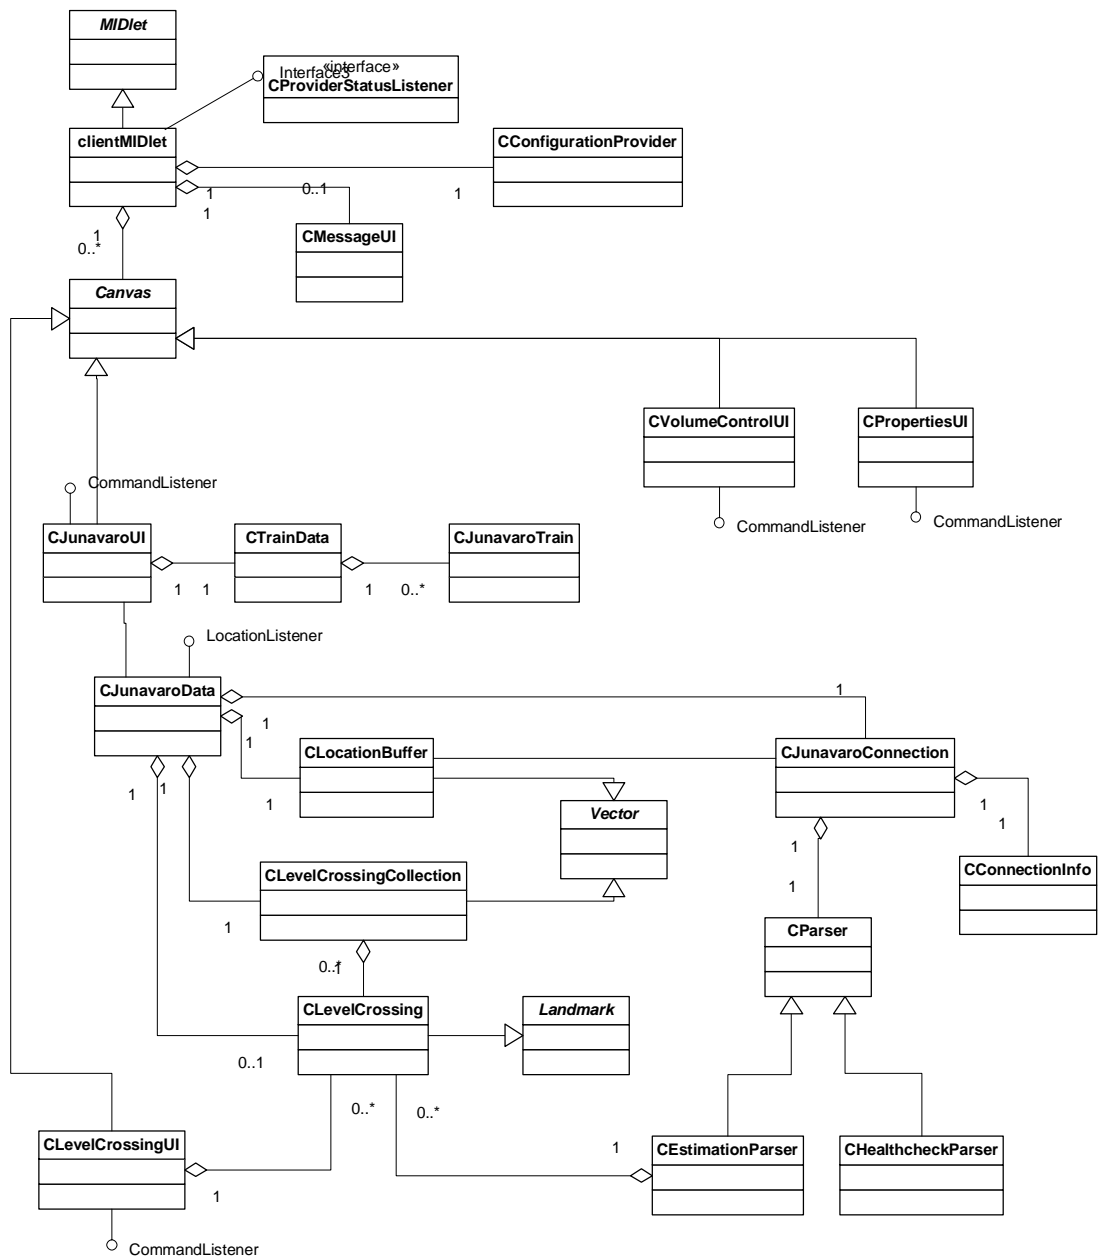 MIDlet
«interface»
Interface3
CProviderStatusListener
clientMIDlet
CConfigurationProvider
1
0..1
1
1
1
0..*
CMessageUI
Canvas
CVolumeControlUI
CPropertiesUI
CommandListener
CommandListener
CommandListener
CJunavaroUI
CTrainData
CJunavaroTrain
1
1
1
0..*
LocationListener
CJunavaroData
1
1
1
CLocationBuffer
CJunavaroConnection
1
1
1
1
1
Vector
1
CConnectionInfo
1
CLevelCrossingCollection
1
CParser
0..*
1
CLevelCrossing
Landmark
0..1
0..*
0..*
CLevelCrossingUI
1
CEstimationParser
CHealthcheckParser
1
CommandListener